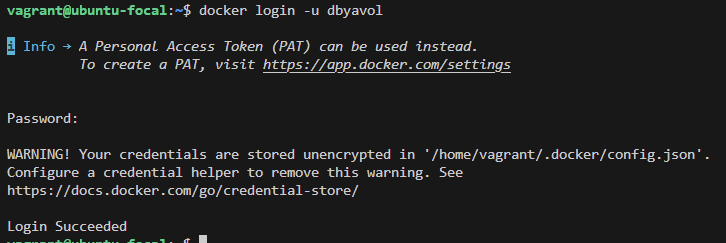 vagrant@ubuntu-focal:~$ docker login -u dbyavol
i Info → A Personal Access Token (PAT) can be used instead.
To create a PAT, visit https://app.docker.com/settings
Password:
WARNING! Your credentials are stored unencrypted in '/home/vagrant/.docker/config.json'.
Configure a credential helper to remove this warning. See
https://docs.docker.com/go/credential-store/
Login Succeeded
vagrant@ubuntu-focal:~$